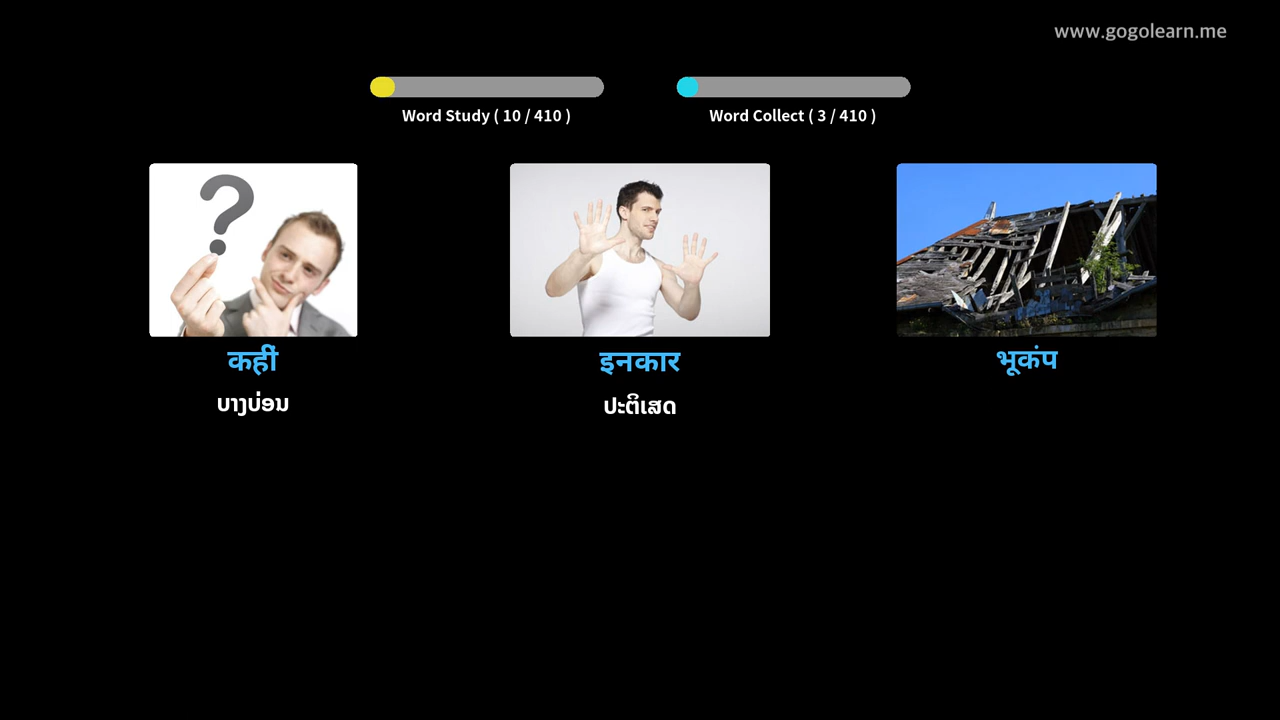 www.gogolearn.me
Word Study ( 10 / 410 )
Word Collect ( 3 / 410 )
?
कहीं
इनकार
भूकंप
ບາງບ່ອນ
ປະຕິເສດ